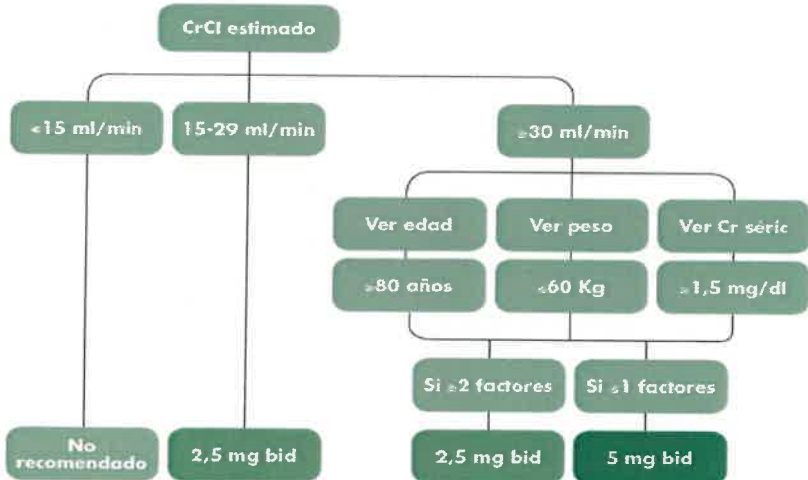 CrCl estimado
<15 ml/min
15-29 ml/min
≥30 ml/min
Ver edad
Ver peso
Ver Cr séric
≥80 años
≤60 Kg
≥1,5 mg/dl
Si ≥2 factores
Si ≤1 factores
No
recomendado
2,5 mg bid
2,5 mg bid
5 mg bid